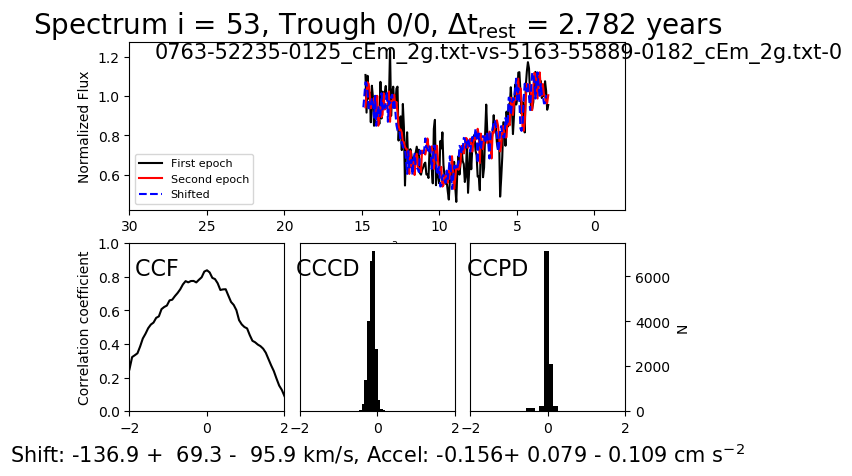 Spectrum i = 53, Trough 0/0, Δt_rest = 2.782 years
0763-52235-0125_cEm_2g.txt-vs-5163-55889-0182_cEm_2g.txt-0
Normalized Flux
1.2
1.0
0.8
0.6
First epoch
Second epoch
Shifted
30 25 20 15 10 5 0
Correlation coefficient
1.0
0.8
0.6
0.4
0.2
0.0
CCF
CCCD
CCPD
6000
4000
2000
0
N
−2 0 2 −2 0 2 −2 0 2
Shift: -136.9 + 69.3 - 95.9 km/s, Accel: -0.156+ 0.079 - 0.109 cm s⁻²